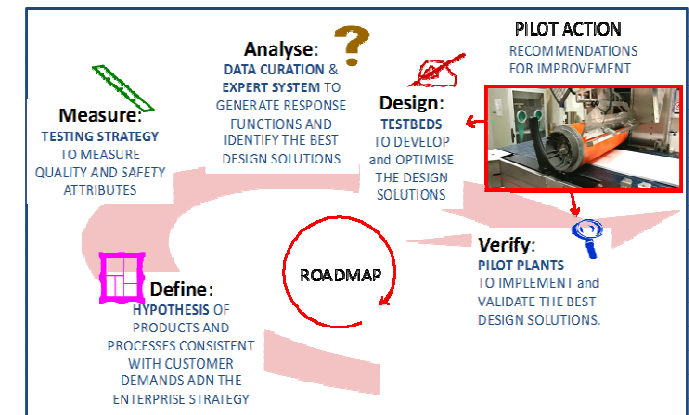 PILOT ACTION
RECOMMENDATIONS
FOR IMPROVEMENT
Analyse:
DATA CURATION &
EXPERT SYSTEM TO
GENERATE RESPONSE
FUNCTIONS AND
IDENTIFY THE BEST
DESIGN SOLUTIONS
Design:
TESTBEDS
TO DEVELOP
and OPTIMISE
THE DESIGN
SOLUTIONS
Measure:
TESTING STRATEGY
TO MEASURE
QUALITY AND SAFETY
ATTRIBUTES
Verify:
PILOT PLANTS
TO IMPLEMENT and
VALIDATE THE BEST
DESIGN SOLUTIONS.
ROADMAP
Define:
HYPOTHESIS OF
PRODUCTS AND
PROCESSES CONSISTENT
WITH CUSTOMER
DEMANDS ADN THE
ENTERPRISE STRATEGY